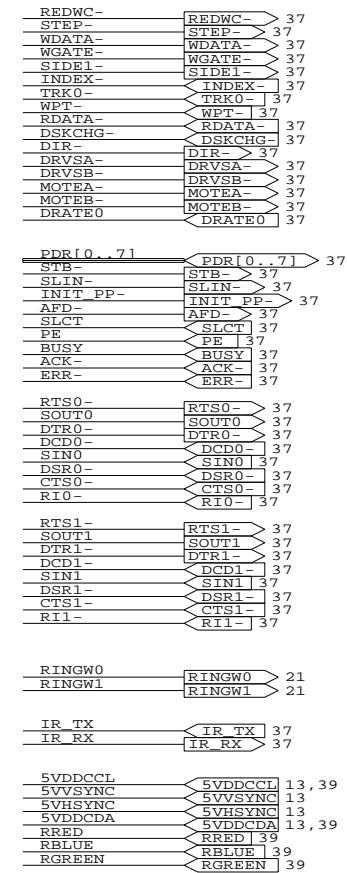 REDWC- REDWC- 37
STEP- STEP- 37
WDATA- WDATA- 37
WGATE- WGATE- 37
SIDE1- SIDE1- 37
INDEX- INDEX- 37
TRK0- TRK0- 37
WPT- WPT- 37
RDATA- RDATA- 37
DSKCHG- DSKCHG- 37
DIR- DIR- 37
DRVSA- DRVSA- 37
DRVSB- DRVSB- 37
MOTEA- MOTEA- 37
MOTEB- MOTEB- 37
DRATE0 DRATE0 37
PDR[0..7] PDR[0..7] 37
STB- STB- 37
SLIN- SLIN- 37
INIT_PP- INIT_PP- 37
AFD- AFD- 37
SLCT SLCT 37
PE PE 37
BUSY BUSY 37
ACK- ACK- 37
ERR- ERR- 37
RTS0- RTS0- 37
SOUT0 SOUT0 37
DTR0- DTR0- 37
DCD0- DCD0- 37
SIN0 SIN0 37
DSR0- DSR0- 37
CTS0- CTS0- 37
RI0- RI0- 37
RTS1- RTS1- 37
SOUT1 SOUT1 37
DTR1- DTR1- 37
DCD1- DCD1- 37
SIN1 SIN1 37
DSR1- DSR1- 37
CTS1- CTS1- 37
RI1- RI1- 37
RINGW0 RINGW0 21
RINGW1 RINGW1 21
IR_TX IR_TX 37
IR_RX IR_RX 37
5VDDCCL 5VDDCCL 13,39
5VVSYNC 5VVSYNC 13
5VHSYNC 5VHSYNC 13
5VDDCDA 5VDDCDA 13,39
RRED RRED 39
RBLUE RBLUE 39
RGREEN RGREEN 39